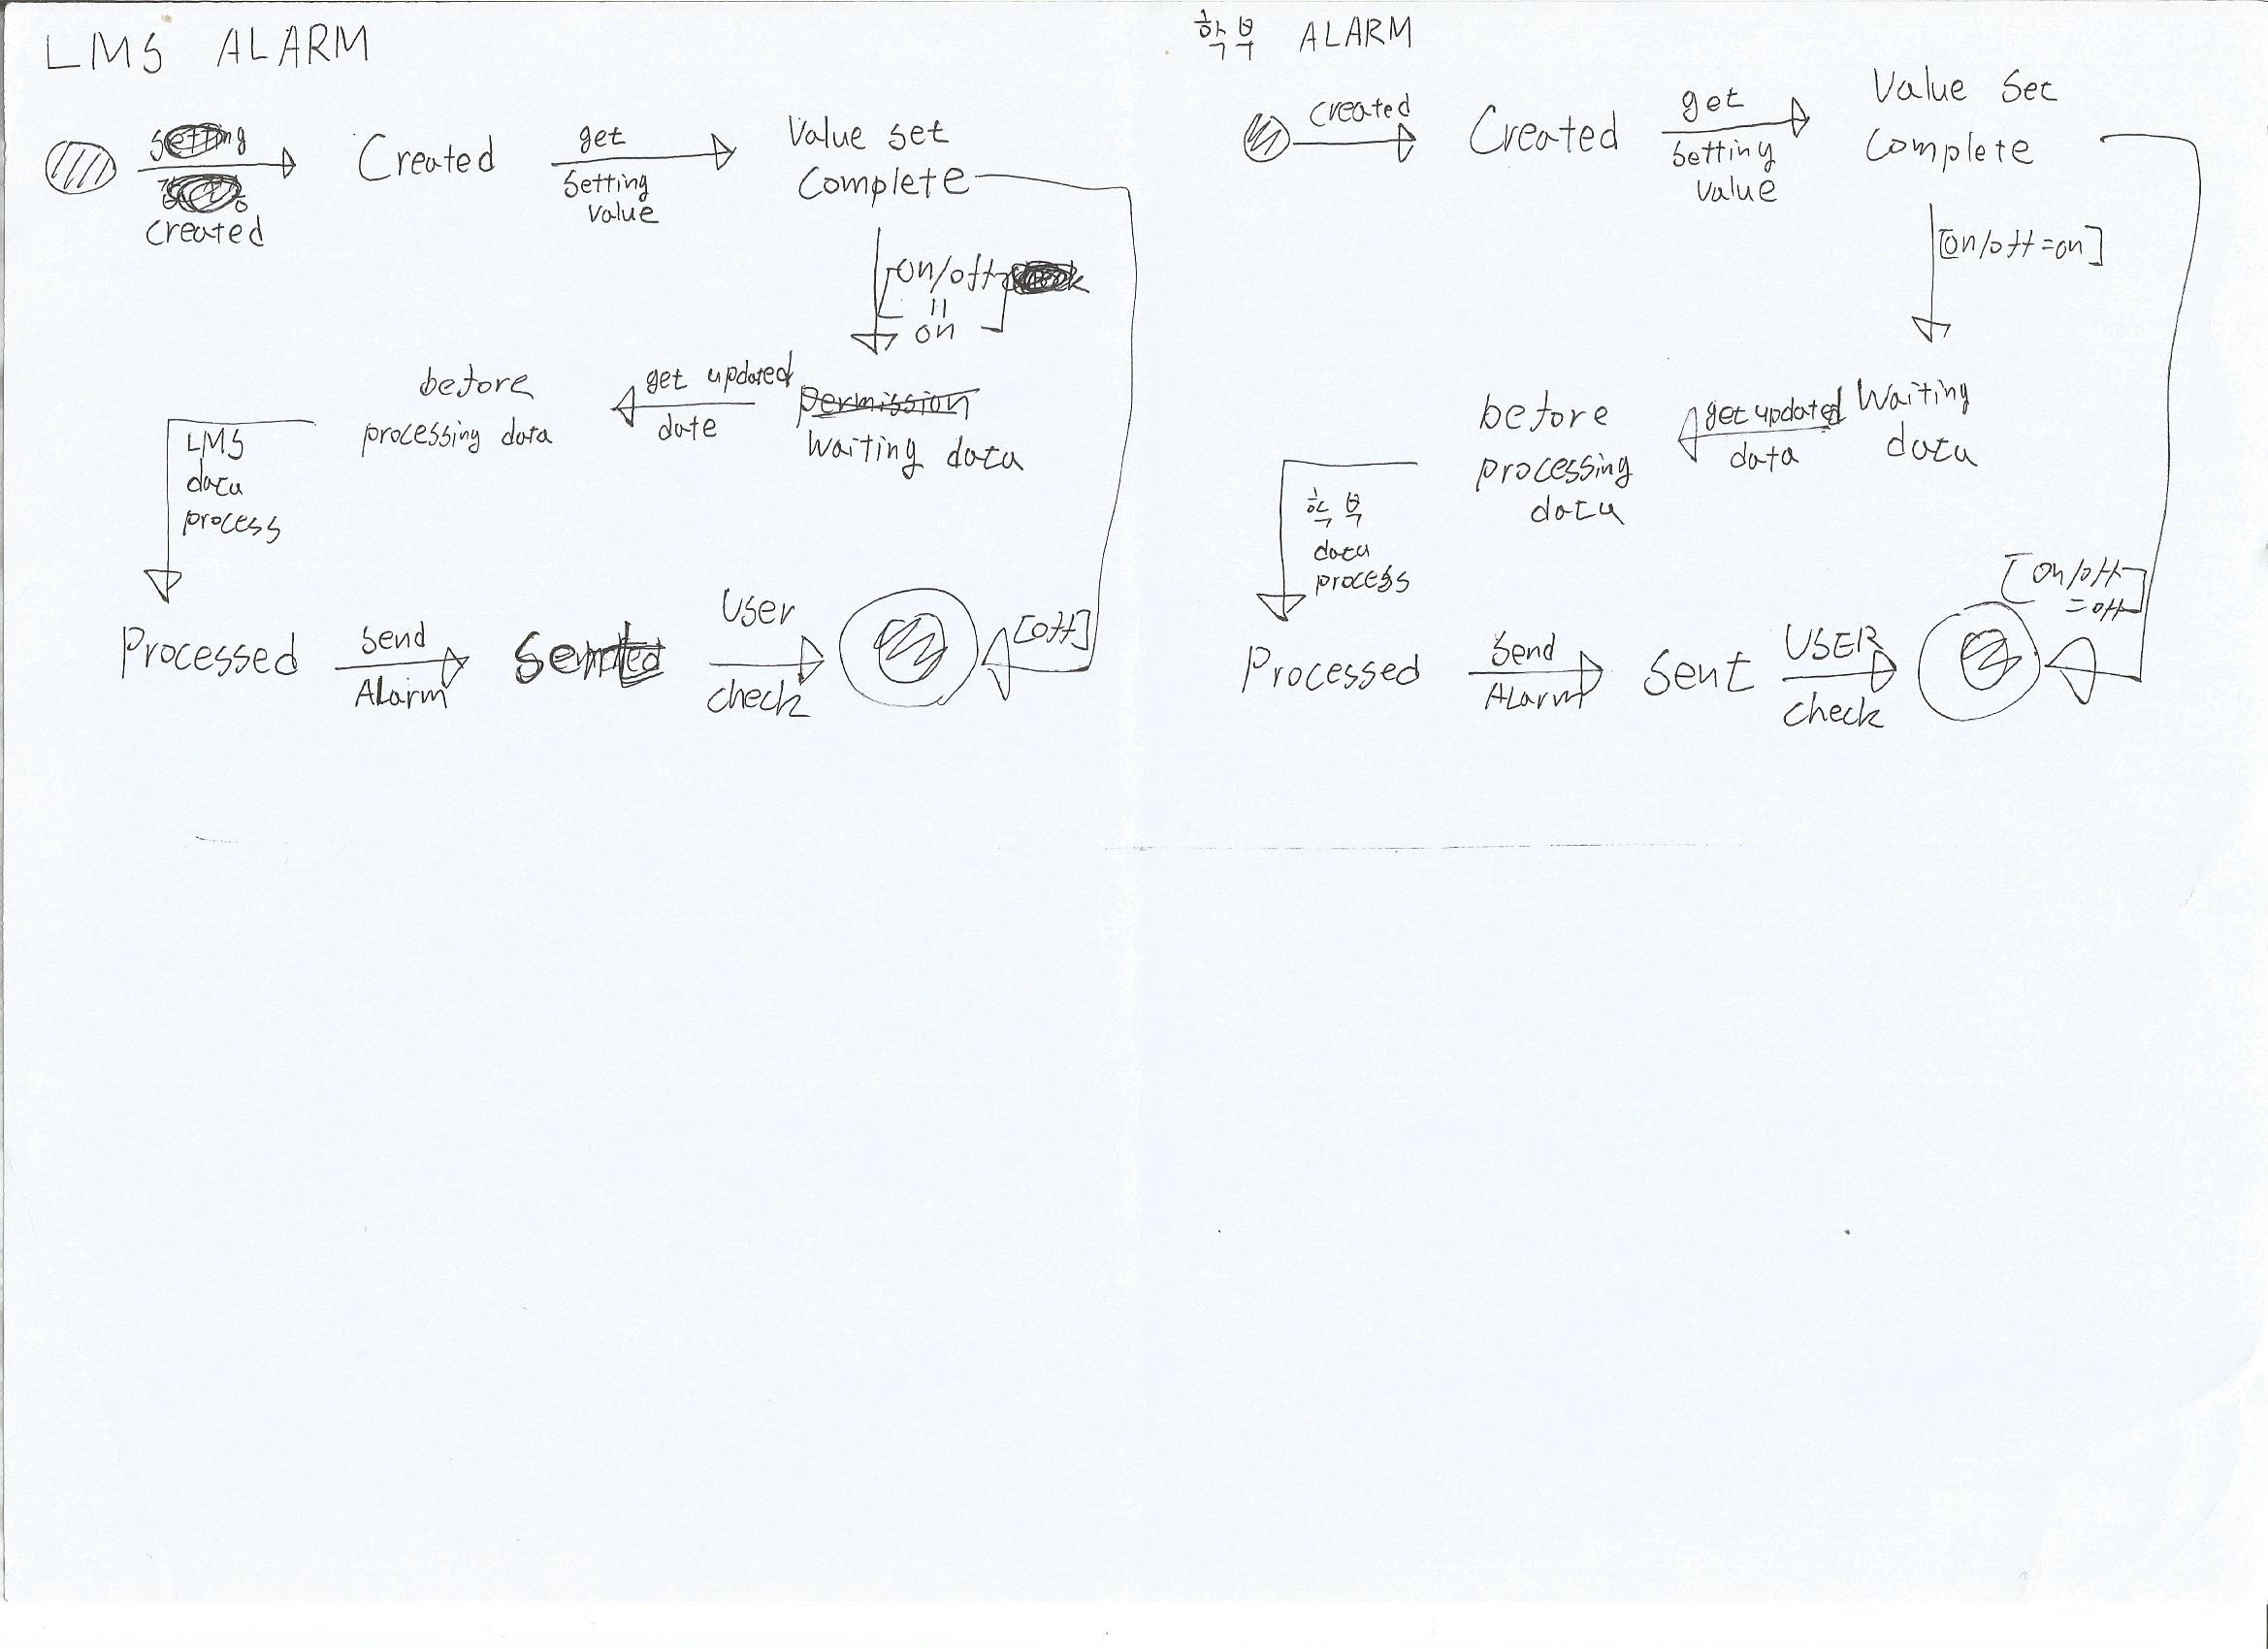 LMS ALARM
created
Created
get
Setting
Value
Value Set
Complete
[on/off
=
on]
get updated
date
Waiting data
before
processing data
LMS
data
process
Processed
Send
ALarm
Sent
User
check
[off]
학부 ALARM
created
Created
get
Setting
Value
Value Set
Complete
[on/off=on]
Waiting
data
get updated
data
before
processing
data
학부
data
process
Processed
Send
ALarm
Sent
USER
check
[on/off
=off]